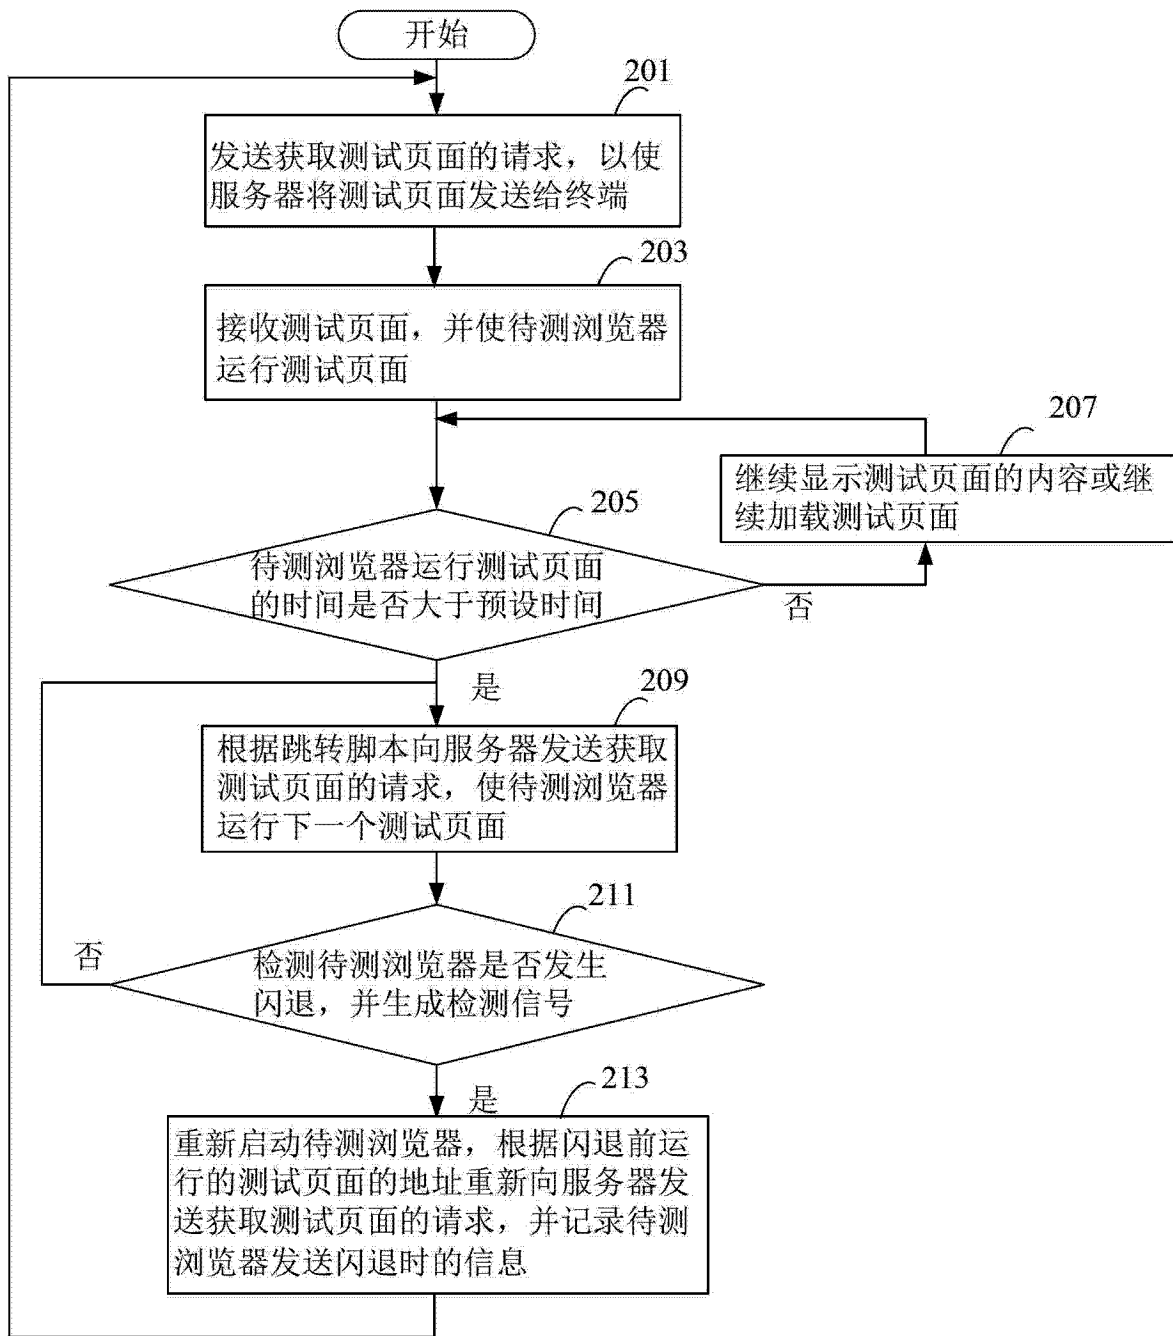 开始
201
发送获取测试页面的请求，以使
服务器将测试页面发送给终端
203
接收测试页面，并使待测浏览器
运行测试页面
207
继续显示测试页面的内容或继
续加载测试页面
205
待测浏览器运行测试页面
的时间是否大于预设时间
否
是
209
根据跳转脚本向服务器发送获取
测试页面的请求，使待测浏览器
运行下一个测试页面
211
否
检测待测浏览器是否发生
闪退，并生成检测信号
是
213
重新启动待测浏览器，根据闪退前运
行的测试页面的地址重新向服务器发
送获取测试页面的请求，并记录待测
浏览器发送闪退时的信息